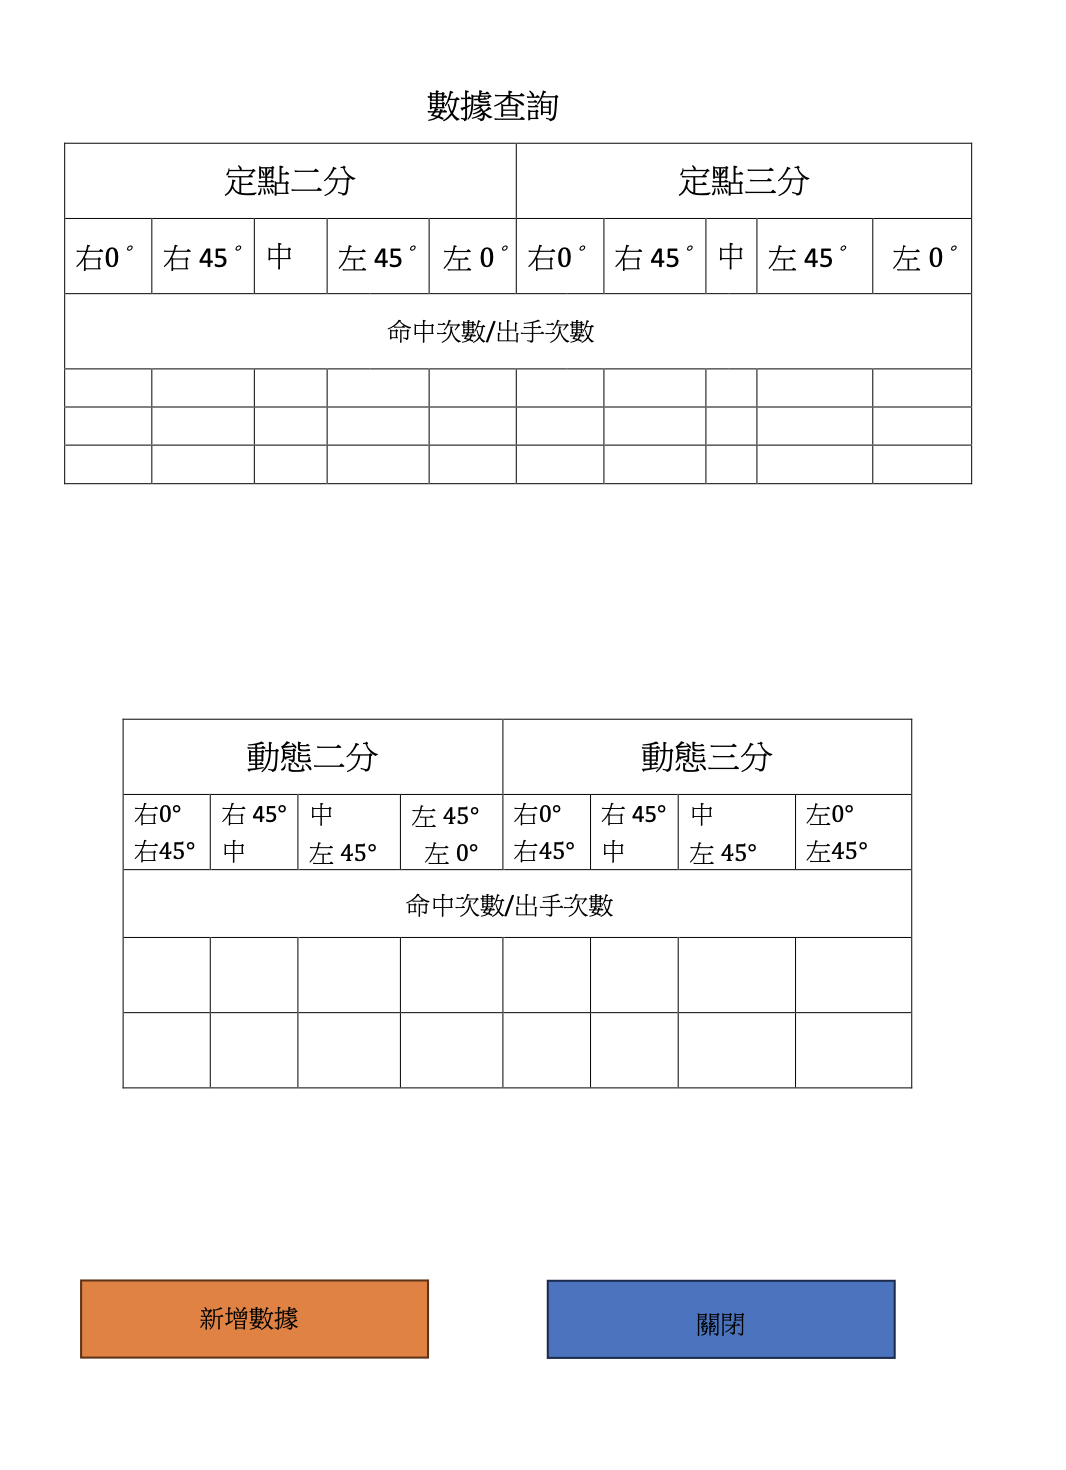 數據查詢
定點二分 定點三分
右0゜ 右 45゜ 中 左 45゜ 左 0゜ 右0゜ 右 45゜ 中 左 45゜ 左 0゜
命中次數/出手次數
動態二分 動態三分
右0° 右 45° 中 左 45° 右0° 右 45° 中 左0°
右45° 中 左 45° 左 0° 右45° 中 左 45° 左45°
命中次數/出手次數
新增數據 關閉